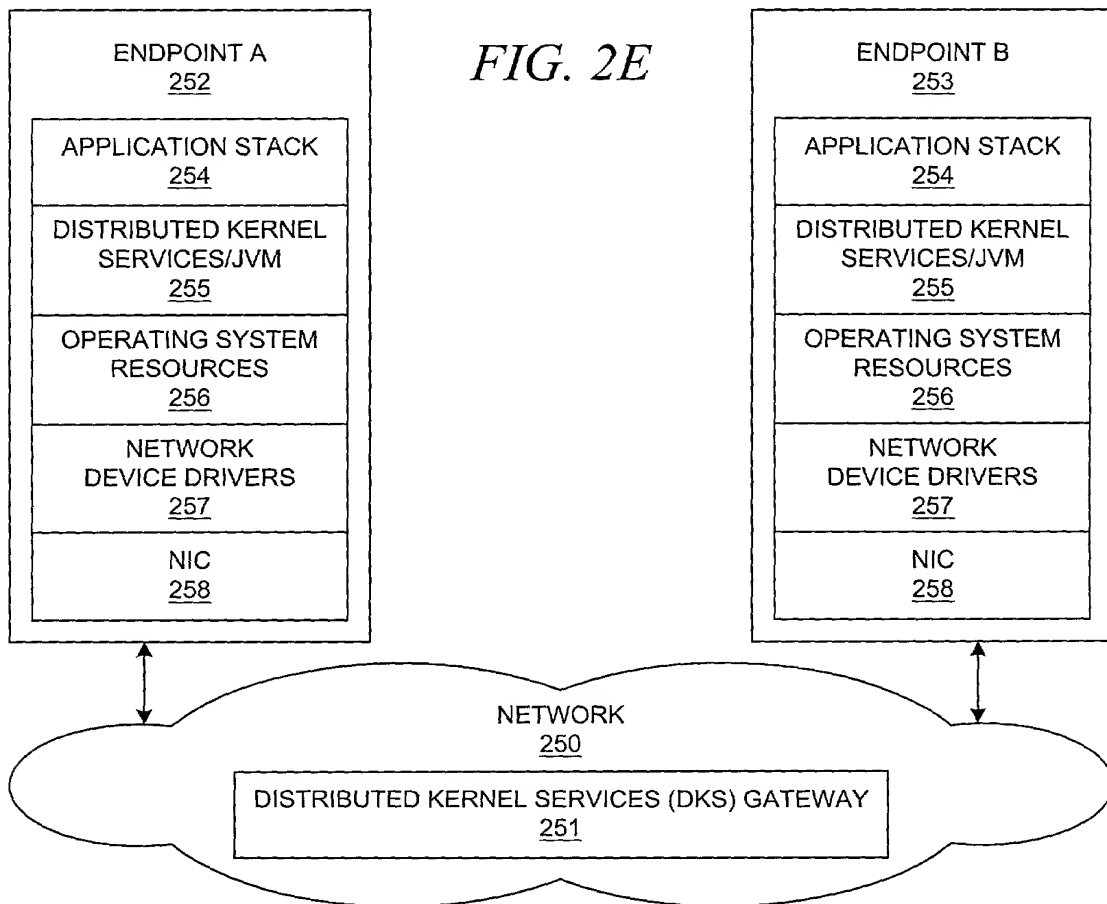 FIG. 2E
ENDPOINT A
252
APPLICATION STACK
254
DISTRIBUTED KERNEL
SERVICES/JVM
255
OPERATING SYSTEM
RESOURCES
256
NETWORK
DEVICE DRIVERS
257
NIC
258
ENDPOINT B
253
APPLICATION STACK
254
DISTRIBUTED KERNEL
SERVICES/JVM
255
OPERATING SYSTEM
RESOURCES
256
NETWORK
DEVICE DRIVERS
257
NIC
258
NETWORK
250
DISTRIBUTED KERNEL SERVICES (DKS) GATEWAY
251